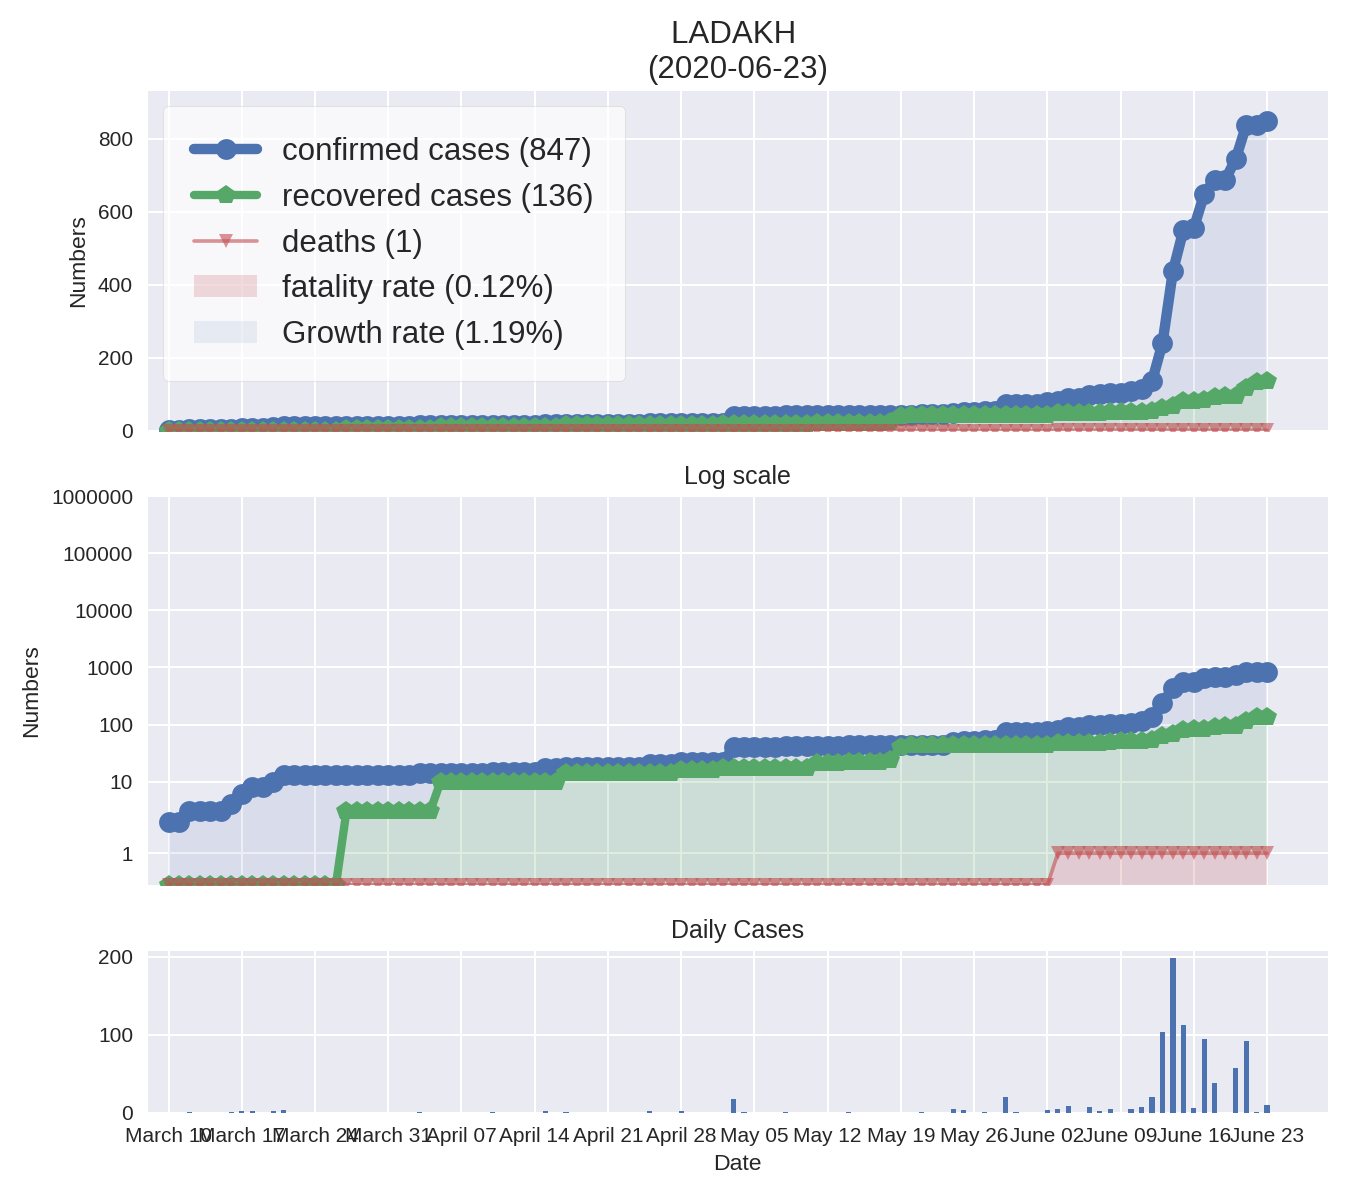 LADAKH
(2020-06-23)
confirmed cases (847)
recovered cases (136)
deaths (1)
fatality rate (0.12%)
Growth rate (1.19%)
Numbers
800
600
400
200
0
Log scale
Numbers
1000000
100000
10000
1000
100
10
1
Daily Cases
200
100
0
March 10 March 17 March 24 March 31 April 07 April 14 April 21 April 28 May 05 May 12 May 19 May 26 June 02 June 09 June 16 June 23
Date